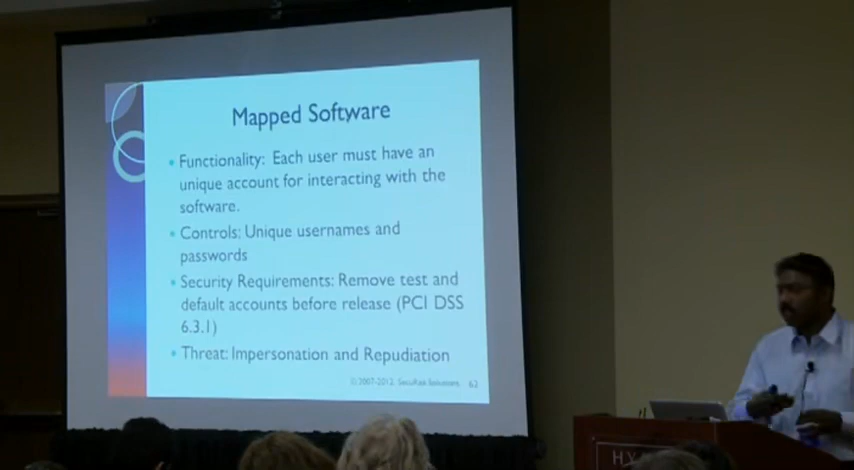 Mapped Software
• Functionality: Each user must have an
unique account for interacting with the
software.
• Controls: Unique usernames and
passwords
• Security Requirements: Remove test and
default accounts before release (PCI DSS
6.3.1)
• Threat: Impersonation and Repudiation
© 2007-2012, SecuRisk Solutions 62